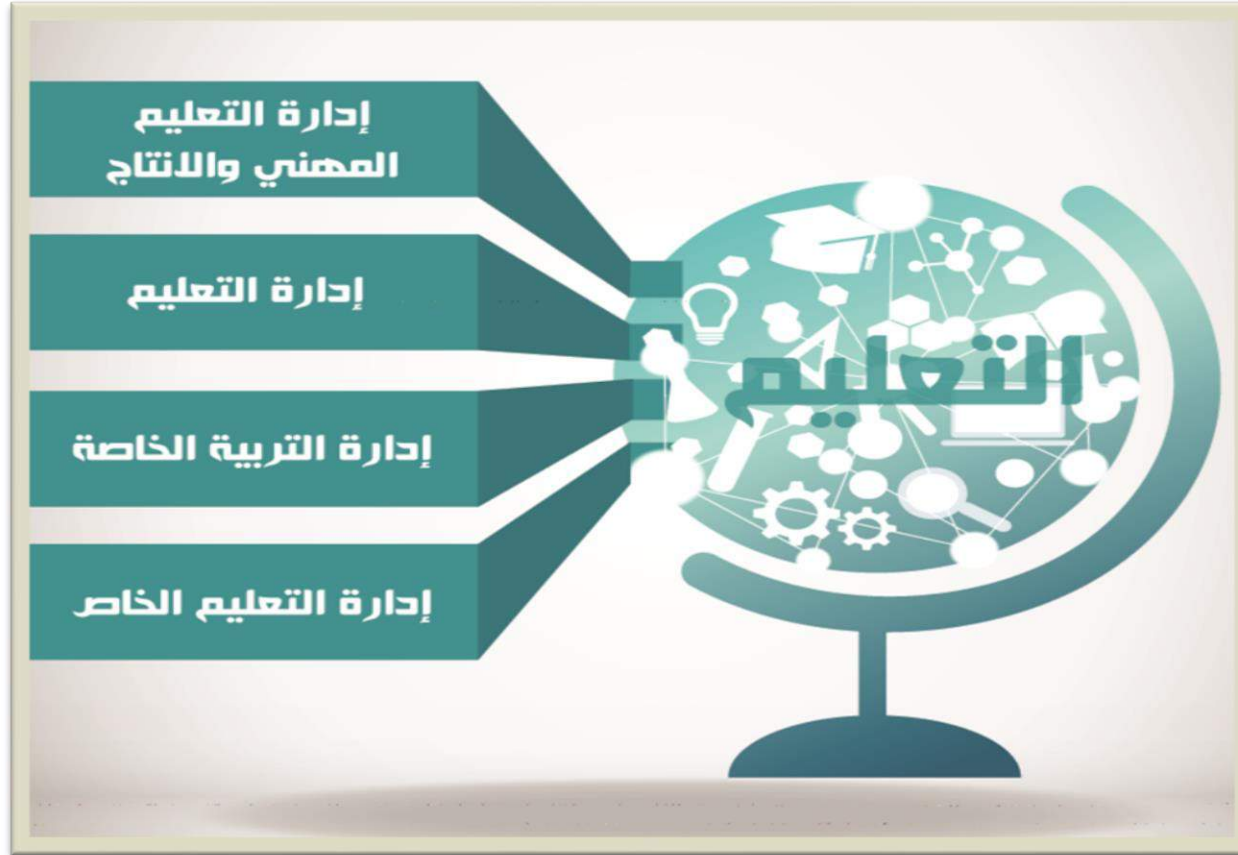 إدارة التعليم
المهني والانتاج
إدارة التعليم
إدارة التربية الخاصة
إدارة التعليم الخاص
التعليم